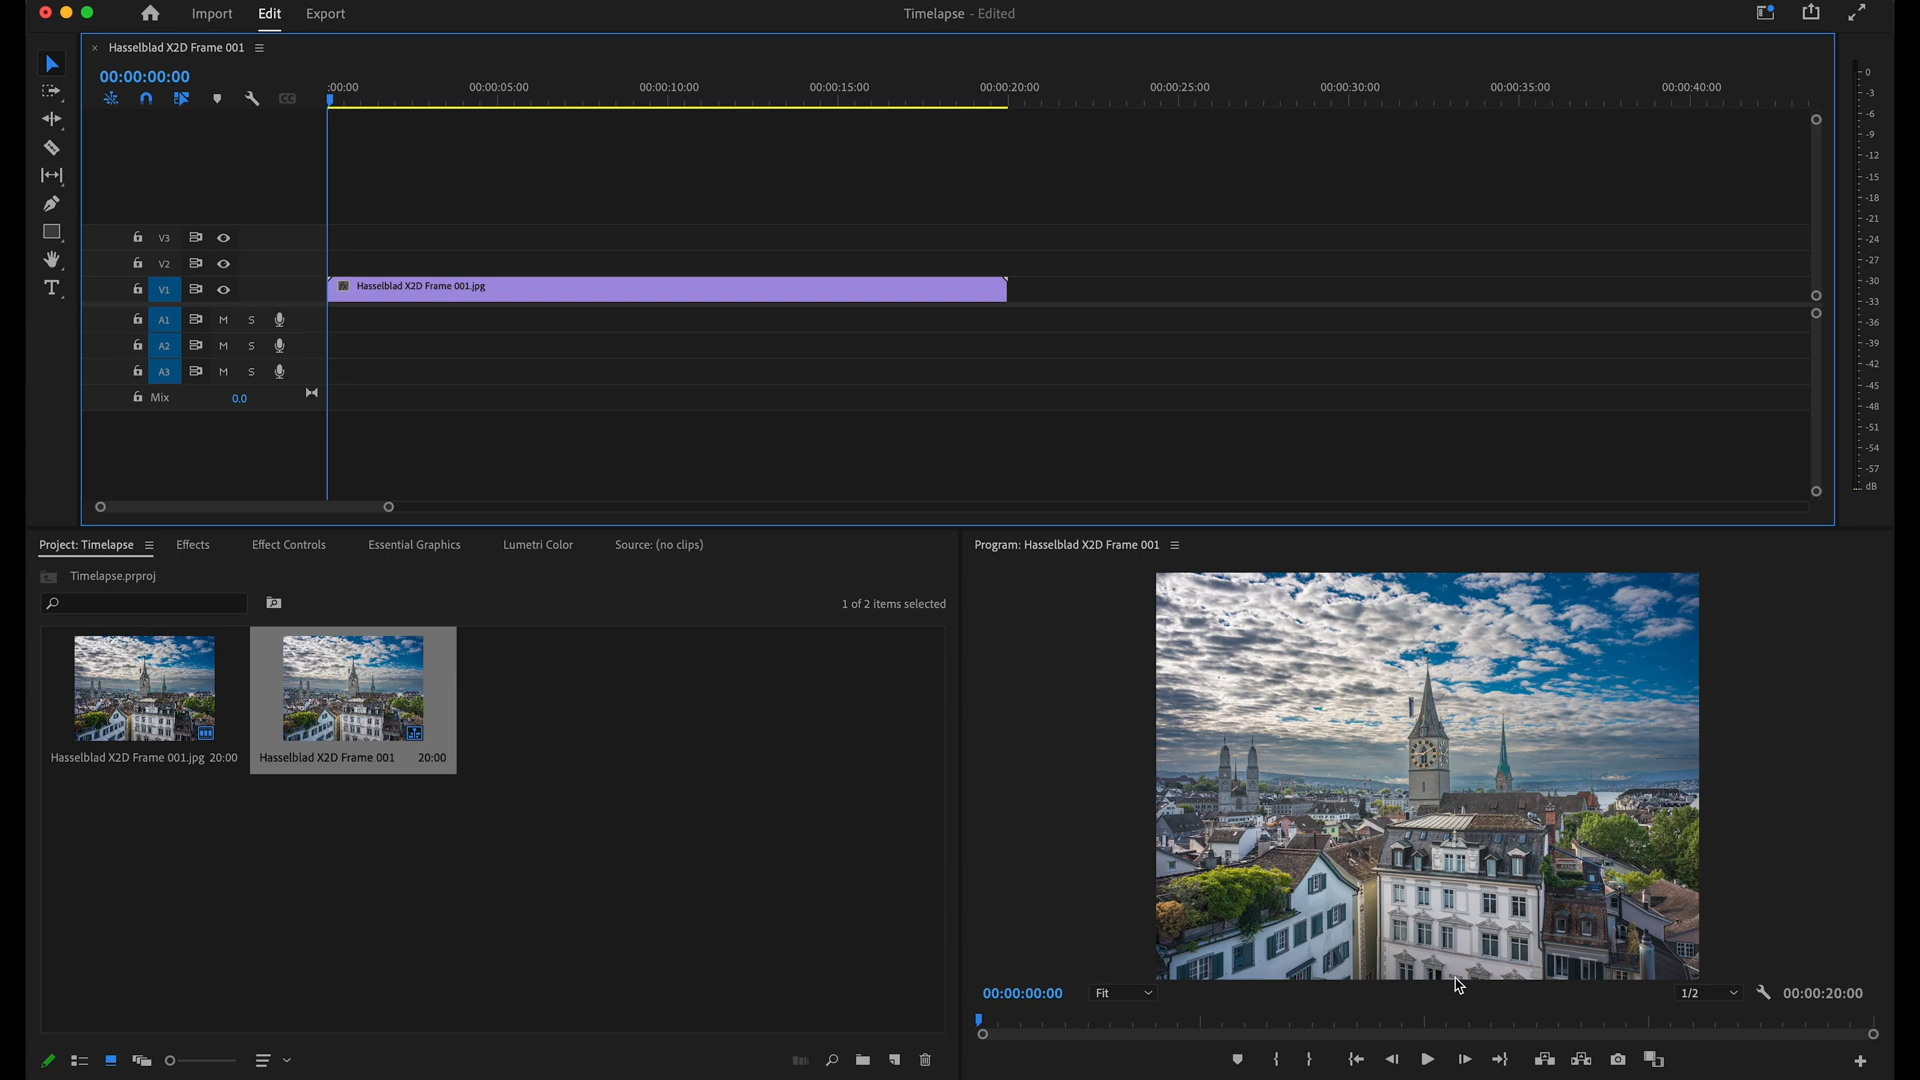 Import Edit Export
Timelapse - Edited
× Hasselblad X2D Frame 001
00:00:00:00
:00:00 00:00:05:00 00:00:10:00 00:00:15:00 00:00:20:00 00:00:25:00 00:00:30:00 00:00:35:00 00:00:40:00
CC
V3
V2
V1
Hasselblad X2D Frame 001.jpg
A1 M S
A2 M S
A3 M S
Mix 0.0
0
-3
-6
-9
-12
-15
-18
-21
-24
-27
-30
-33
-36
-39
-42
-45
-48
-51
-54
-57
dB
Project: Timelapse Effects Effect Controls Essential Graphics Lumetri Color Source: (no clips)
Timelapse.prproj
1 of 2 items selected
Hasselblad X2D Frame 001.jpg 20:00
Hasselblad X2D Frame 001 20:00
Program: Hasselblad X2D Frame 001
00:00:00:00 Fit 1/2 00:00:20:00